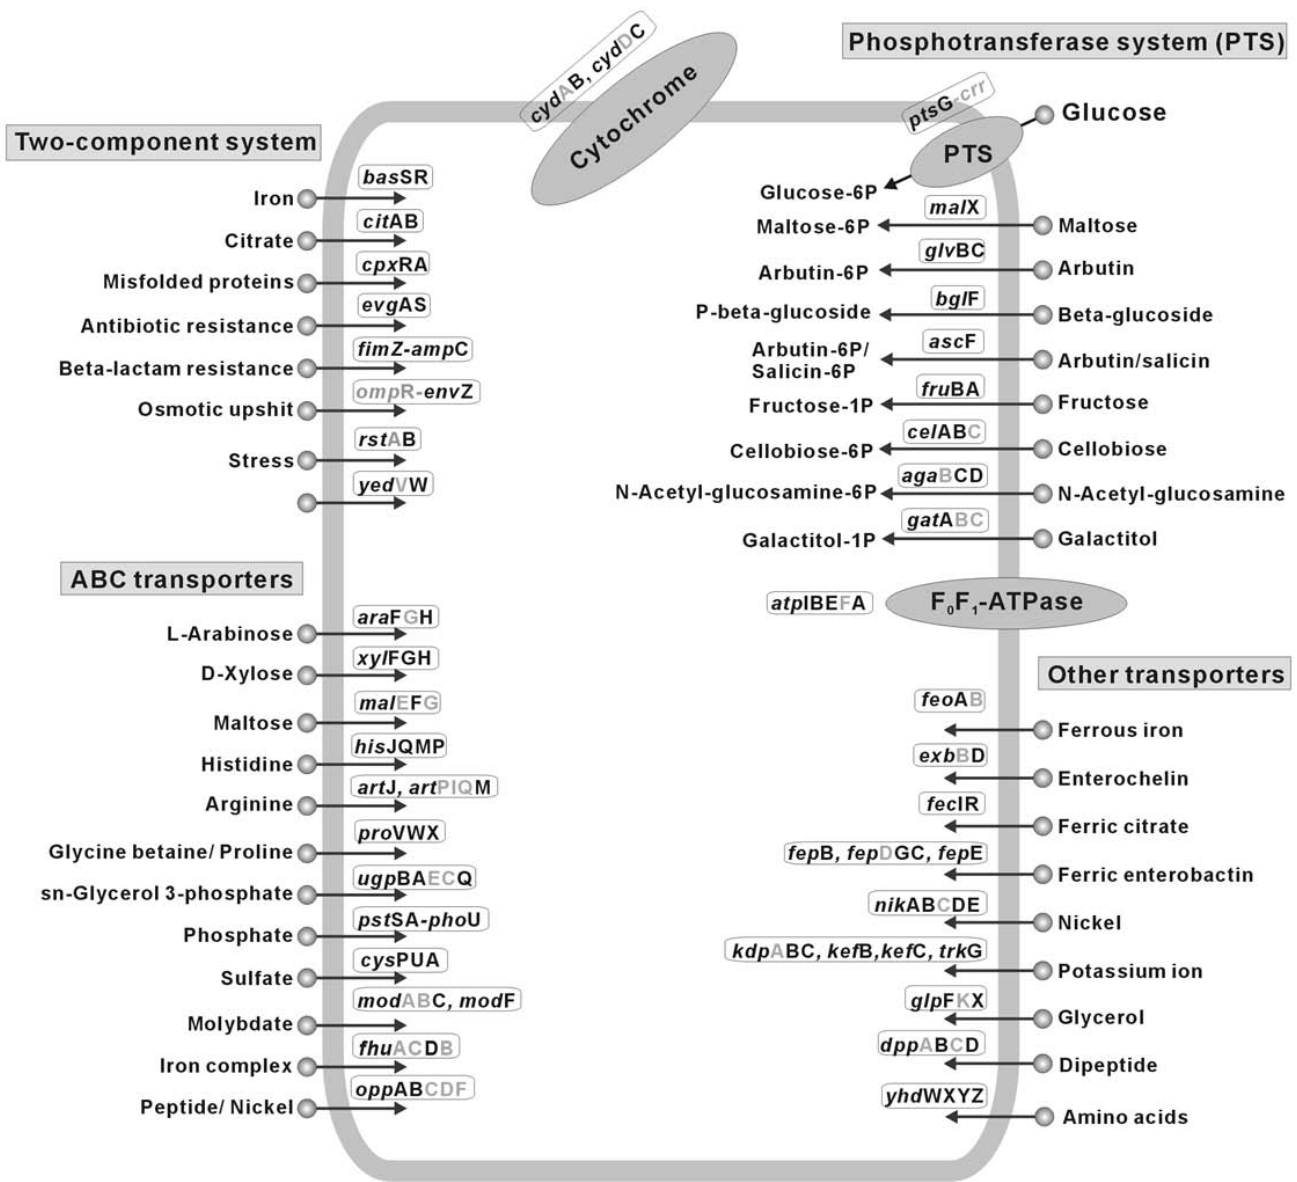 cydAB, cydDC
Cytochrome
Phosphotransferase system (PTS)
ptsG-crr
PTS
Glucose
Glucose-6P
malX
Maltose-6P
Maltose
glvBC
Arbutin-6P
Arbutin
bglF
P-beta-glucoside
Beta-glucoside
ascF
Arbutin-6P/
Salicin-6P
Arbutin/salicin
fruBA
Fructose-1P
Fructose
celABC
Cellobiose-6P
Cellobiose
agaBCD
N-Acetyl-glucosamine-6P
N-Acetyl-glucosamine
gatABC
Galactitol-1P
Galactitol
Two-component system
basSR
Iron
citAB
Citrate
cpxRA
Misfolded proteins
evgAS
Antibiotic resistance
fimZ-ampC
Beta-lactam resistance
ompR-envZ
Osmotic upshit
rstAB
Stress
yedVW
ABC transporters
araFGH
L-Arabinose
xylFGH
D-Xylose
malEFG
Maltose
hisJQMP
Histidine
artJ, artPIQM
Arginine
proVWX
Glycine betaine/ Proline
ugpBAECQ
sn-Glycerol 3-phosphate
pstSA-phoU
Phosphate
cysPUA
Sulfate
modABC, modF
Molybdate
fhuACDB
Iron complex
oppABCDF
Peptide/ Nickel
atpIBEFA
F0F1-ATPase
Other transporters
feoAB
Ferrous iron
exbBD
Enterochelin
fecIR
Ferric citrate
fepB, fepDGC, fepE
Ferric enterobactin
nikABCDE
Nickel
kdpABC, kefB,kefC, trkG
Potassium ion
glpFKX
Glycerol
dppABCD
Dipeptide
yhdWXYZ
Amino acids